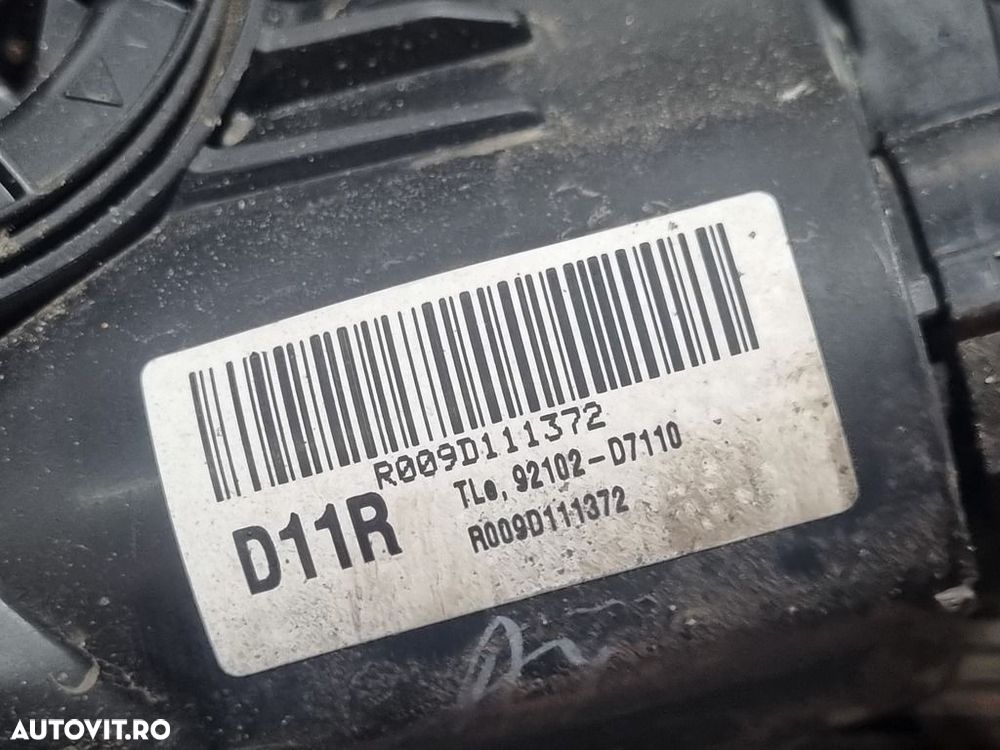 R009D111372
D11R
TLe, 92102-D7110
R009D111372
AUTOVIT.RO